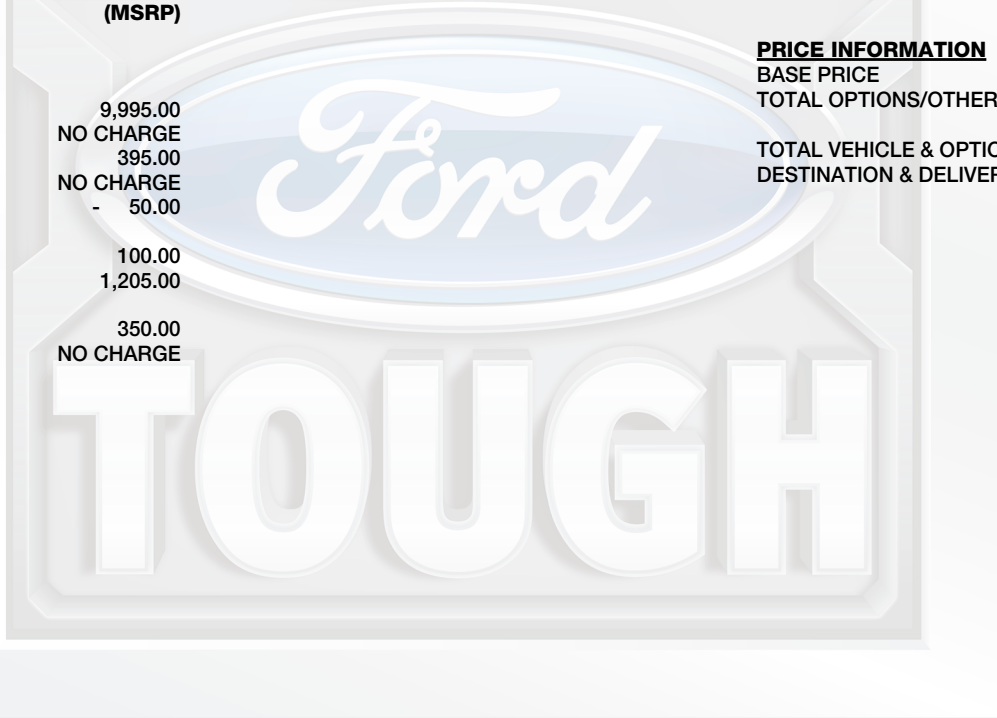 (MSRP)
9,995.00
NO CHARGE
395.00
NO CHARGE
- 50.00
100.00
1,205.00
350.00
NO CHARGE
PRICE INFORMATION
BASE PRICE
TOTAL OPTIONS/OTHER
TOTAL VEHICLE & OPTIO
DESTINATION & DELIVER
Ford
TOUGH